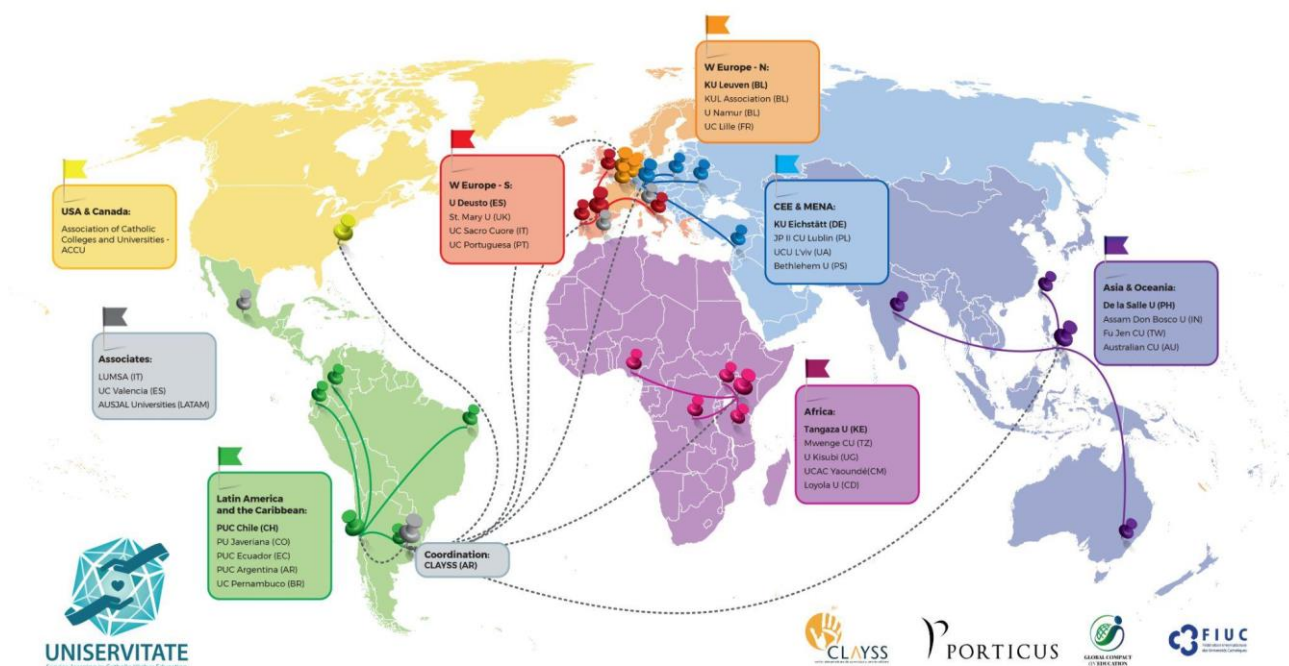 W Europe - N:
KU Leuven (BL)
KUL Association (BL)
U Namur (BL)
UC Lille (FR)
W Europe - S:
U Deusto (ES)
St. Mary U (UK)
UC Sacro Cuore (IT)
UC Portuguesa (PT)
USA & Canada:
Association of Catholic
Colleges and Universities -
ACCU
CEE & MENA:
KU Eichstätt (DE)
JP II CU Lublin (PL)
UCU L'viv (UA)
Bethlehem U (PS)
Asia & Oceania:
De la Salle U (PH)
Assam Don Bosco U (IN)
Fu Jen CU (TW)
Australian CU (AU)
Associates:
LUMSA (IT)
UC Valencia (ES)
AUSJAL Universities (LATAM)
Africa:
Tangaza U (KE)
Mwenge CU (TZ)
U Kisubi (UG)
UCAC Yaoundé(CM)
Loyola U (CD)
Latin America
and the Caribbean:
PUC Chile (CH)
PU Javeriana (CO)
PUC Ecuador (EC)
PUC Argentina (AR)
UC Pernambuco (BR)
Coordination:
CLAYSS (AR)
UNISERVITATE
CLAYSS
PORTICUS
GLOBAL COMPACT
ON EDUCATION
FIUC